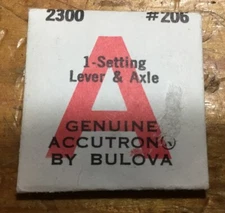 2300 #206
1-Setting
Lever & Axle
GENUINE
ACCUTRON®
BY BULOVA